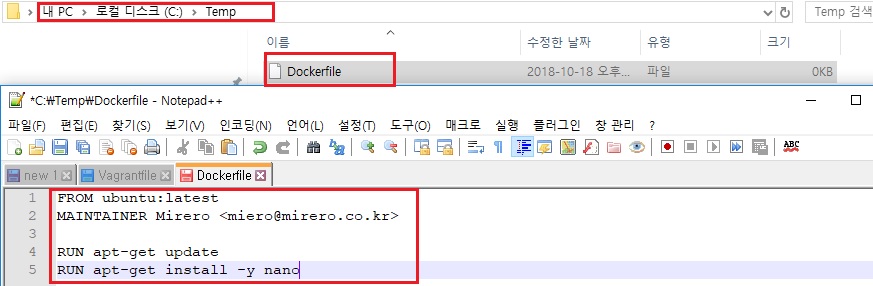 내 PC > 로컬 디스크 (C:) > Temp
Temp 검색
이름 수정한 날짜 유형 크기
Dockerfile 2018-10-18 오후... 파일 0KB
*C:₩Temp₩Dockerfile - Notepad++
파일(F) 편집(E) 찾기(S) 보기(V) 인코딩(N) 언어(L) 설정(T) 도구(O) 매크로 실행 플러그인 창 관리 ?
ABC
new 1 Vagrantfile Dockerfile
1 FROM ubuntu:latest
2 MAINTAINER Mirero <miero@mirero.co.kr>
3
4 RUN apt-get update
5 RUN apt-get install -y nano